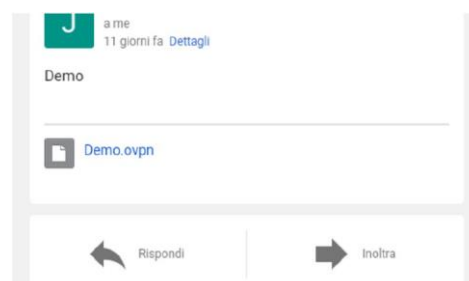 J
a me
11 giorni fa Dettagli
Demo
Demo.ovpn
Rispondi
Inoltra